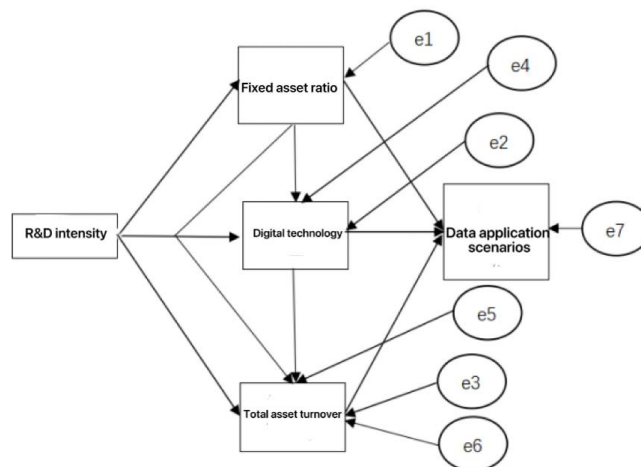 e1
e4
Fixed asset ratio
e2
R&D intensity
Digital technology
Data application
scenarios
e7
e5
e3
Total asset turnover
e6